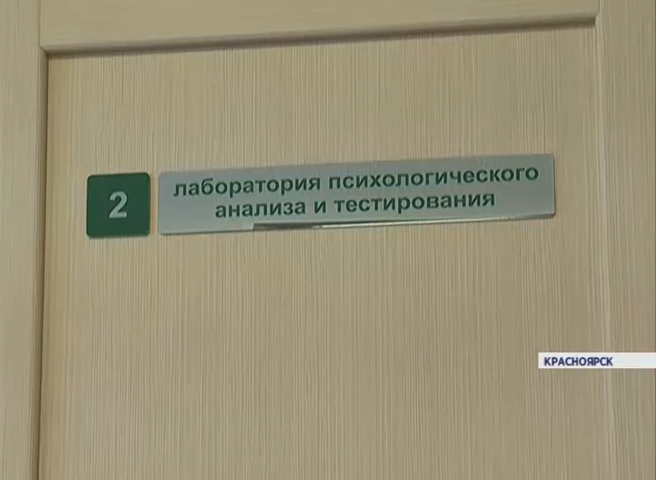 2
лаборатория психологического
анализа и тестирования
КРАСНОЯРСК